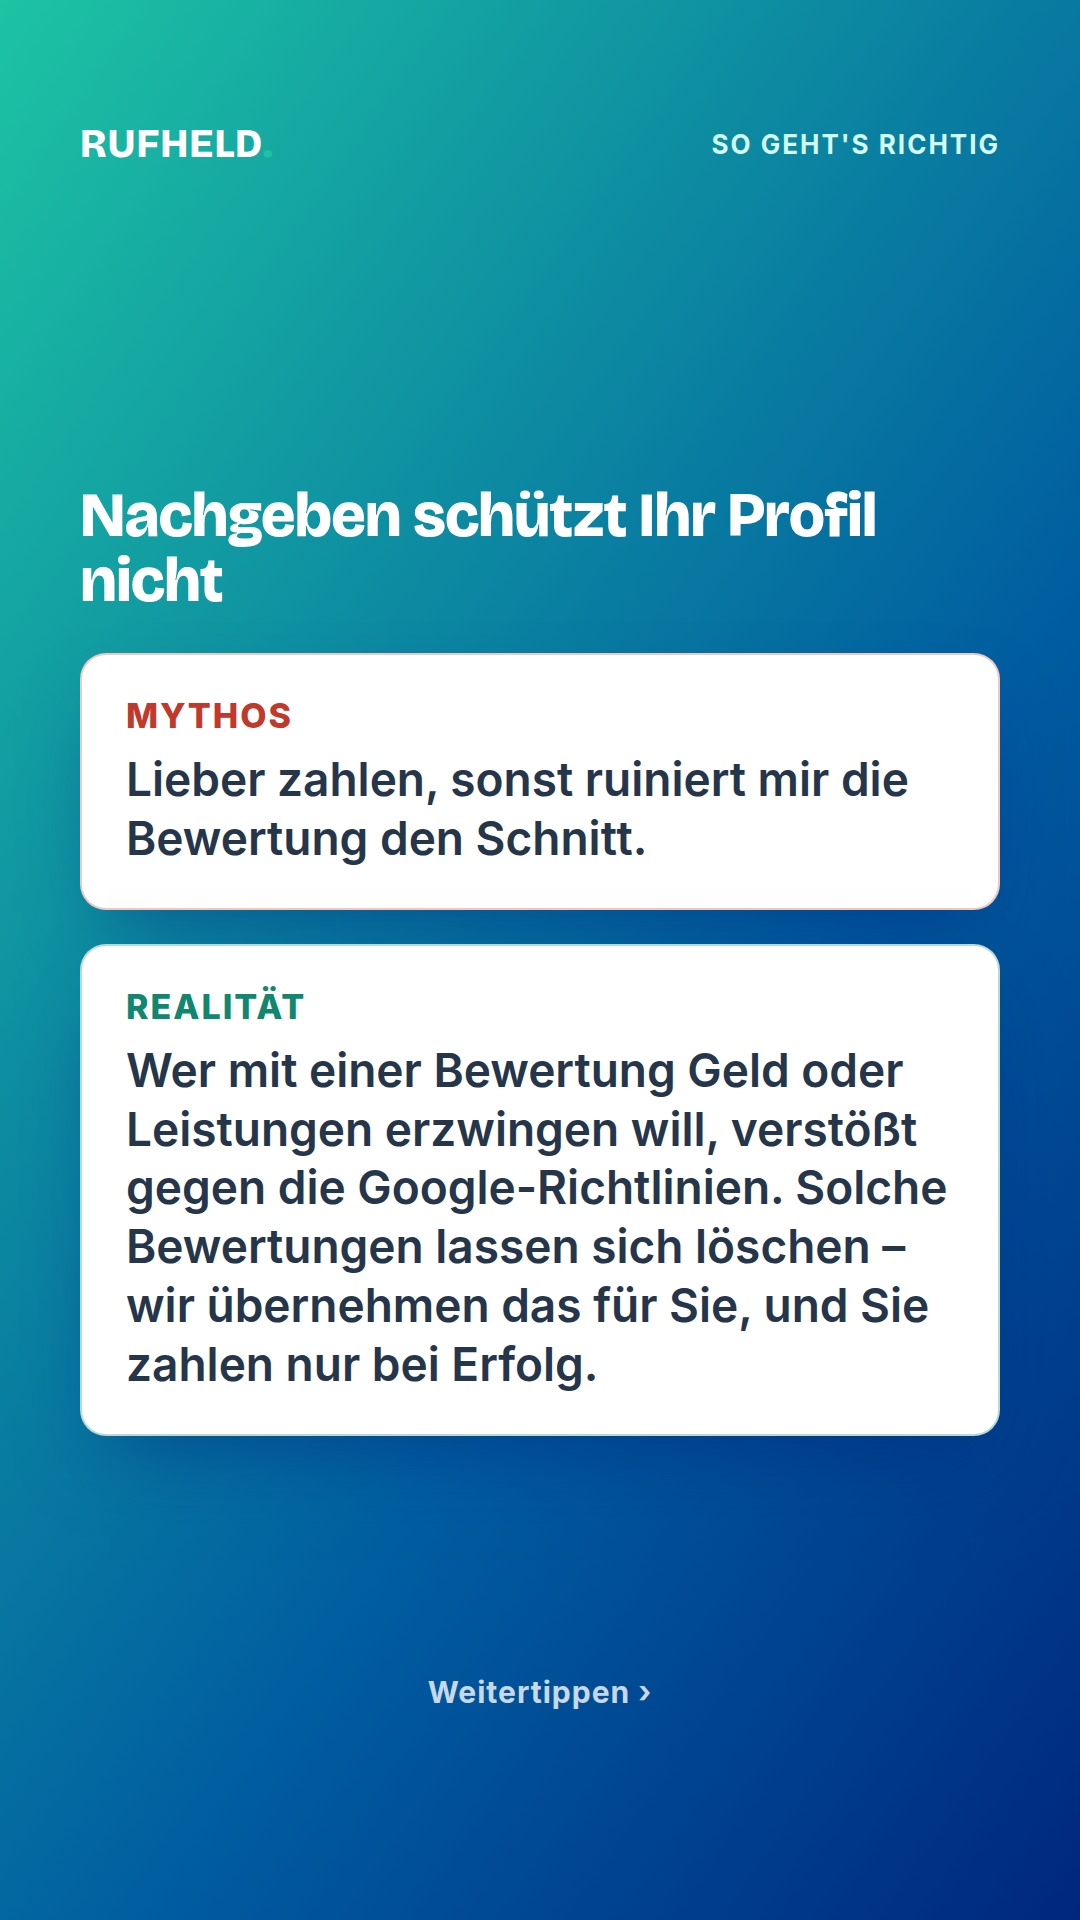 RUFHELD.
SO GEHT'S RICHTIG
Nachgeben schützt Ihr Profil
nicht
MYTHOS
Lieber zahlen, sonst ruiniert mir die
Bewertung den Schnitt.
REALITÄT
Wer mit einer Bewertung Geld oder
Leistungen erzwingen will, verstößt
gegen die Google-Richtlinien. Solche
Bewertungen lassen sich löschen –
wir übernehmen das für Sie, und Sie
zahlen nur bei Erfolg.
Weitertippen ›